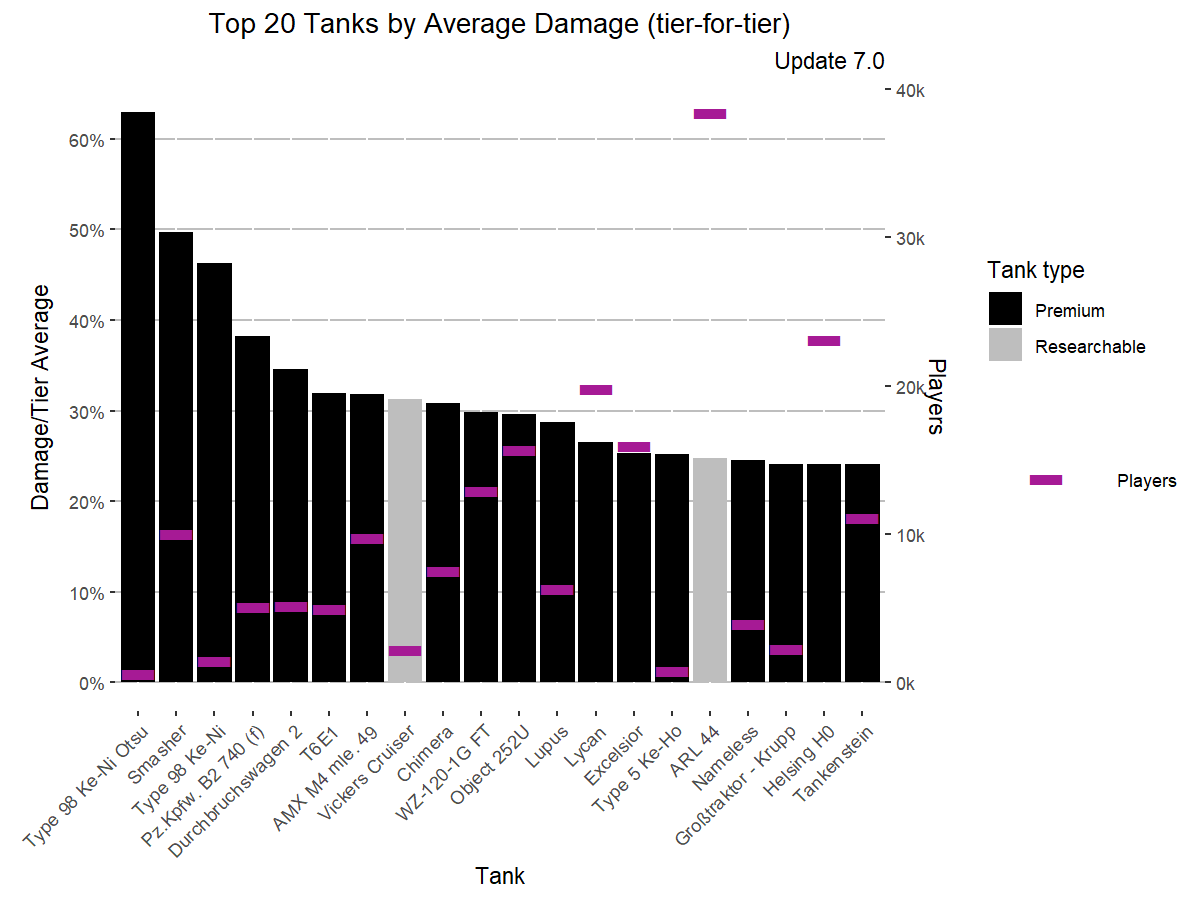 Top 20 Tanks by Average Damage (tier-for-tier)
Update 7.0
Damage/Tier Average
60%
50%
40%
30%
20%
10%
0%
40k
30k
20k
10k
0k
Players
Type 98 Ke-Ni Otsu
Smasher
Type 98 Ke-Ni
Pz.Kpfw. B2 740 (f)
Durchbruchswagen 2
T6E1
AMX M4 mle. 49
Vickers Cruiser
Chimera
WZ-120-1G FT
Object 252U
Lupus
Lycan
Excelsior
Type 5 Ke-Ho
ARL 44
Nameless
Großtraktor - Krupp
Helsing H0
Tankenstein
Tank
Tank type
Premium
Researchable
Players